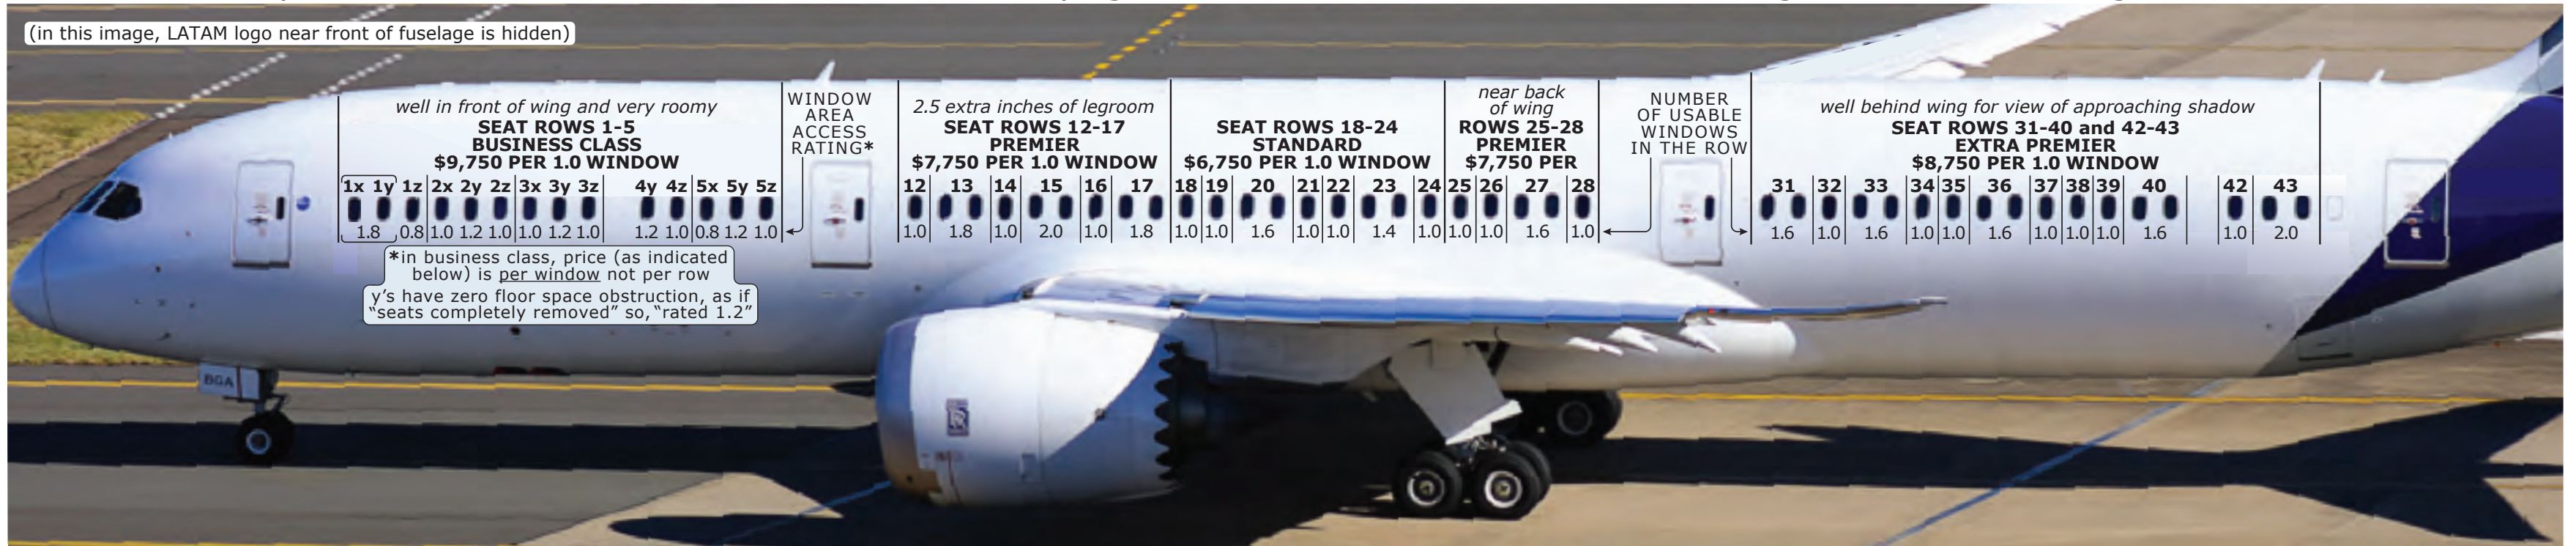 (in this image, LATAM logo near front of fuselage is hidden)
well in front of wing and very roomy
SEAT ROWS 1-5
BUSINESS CLASS
$9,750 PER 1.0 WINDOW
1x 1y 1z 2x 2y 2z 3x 3y 3z 4y 4z 5x 5y 5z
1.8 0.8 1.0 1.2 1.0 1.0 1.2 1.0 1.2 1.0 0.8 1.2 1.0
*in business class, price (as indicated
below) is per window not per row
y's have zero floor space obstruction, as if
"seats completely removed" so, "rated 1.2"
WINDOW
AREA
ACCESS
RATING*
2.5 extra inches of legroom
SEAT ROWS 12-17
PREMIER
$7,750 PER 1.0 WINDOW
12 13 14 15 16 17
1.0 1.8 1.0 2.0 1.0 1.8
SEAT ROWS 18-24
STANDARD
$6,750 PER 1.0 WINDOW
18 19 20 21 22 23 24
1.0 1.0 1.6 1.0 1.0 1.4 1.0
near back
of wing
ROWS 25-28
PREMIER
$7,750 PER
25 26 27 28
1.0 1.0 1.6 1.0
NUMBER
OF USABLE
WINDOWS
IN THE ROW
well behind wing for view of approaching shadow
SEAT ROWS 31-40 and 42-43
EXTRA PREMIER
$8,750 PER 1.0 WINDOW
31 32 33 34 35 36 37 38 39 40 42 43
1.6 1.0 1.6 1.0 1.0 1.6 1.0 1.0 1.0 1.6 1.0 2.0
BGA